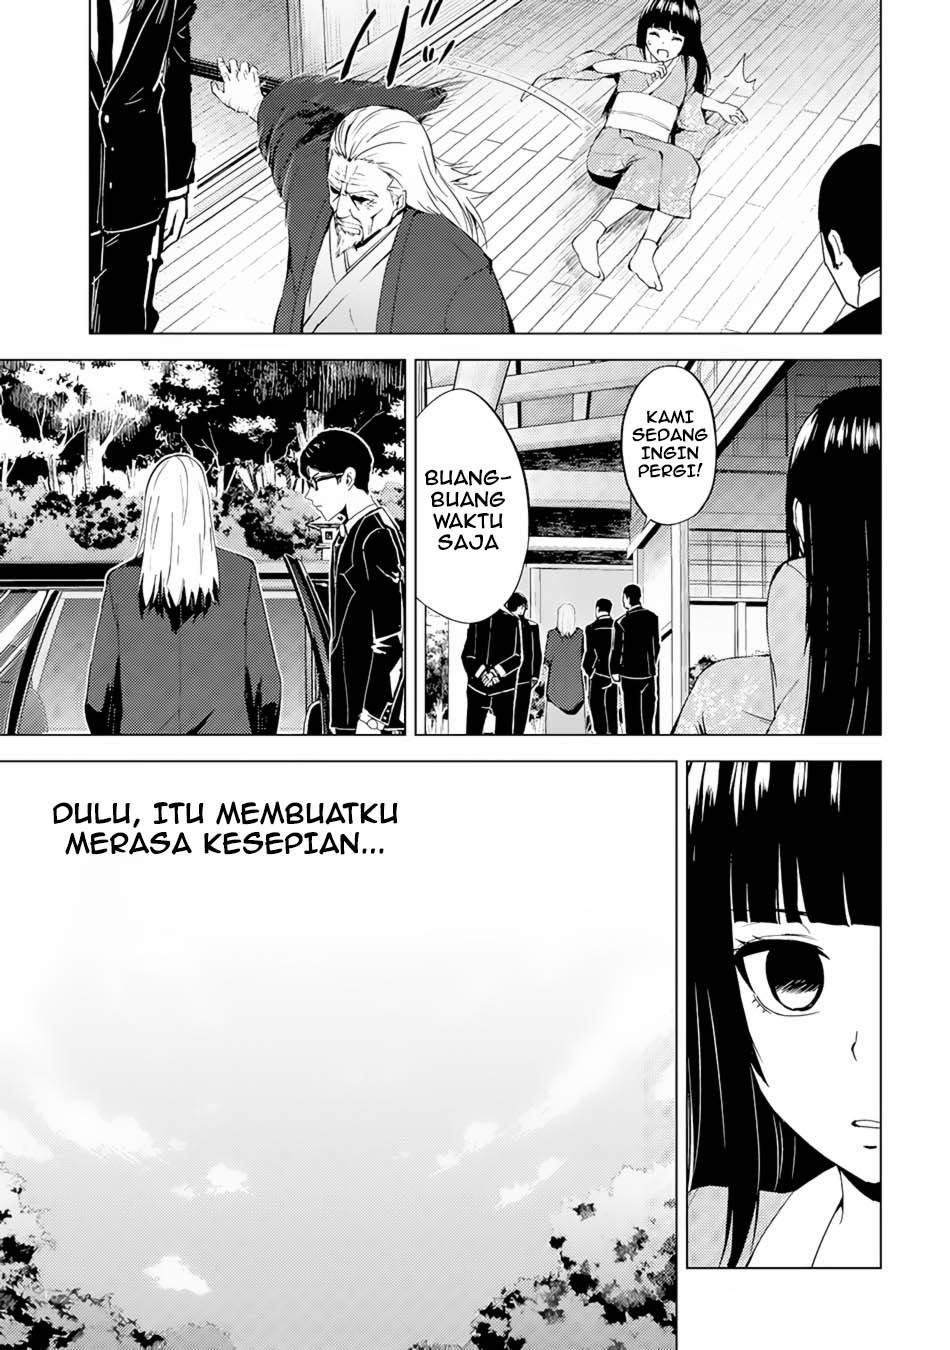 KAMI
SEDANG
INGIN
PERGI!
BUANG-
BUANG
WAKTU
SAJA
DULU, ITU MEMBUATKU
MERASA KESEPIAN...